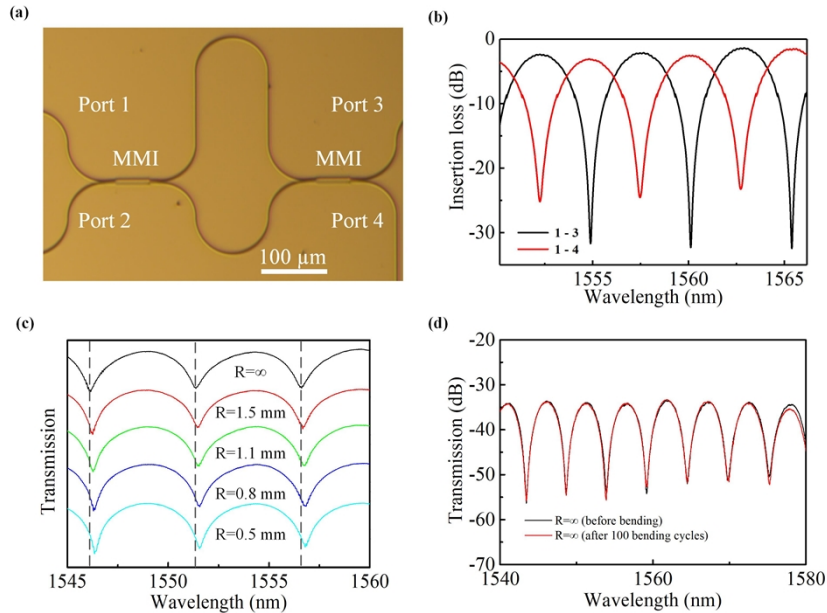 (a)
Port 1
Port 3
MMI
MMI
Port 2
Port 4
100 µm
(b)
0
-10
-20
-30
Insertion loss (dB)
1 - 3
1 - 4
1555
1560
1565
Wavelength (nm)
(c)
Transmission
R=∞
R=1.5 mm
R=1.1 mm
R=0.8 mm
R=0.5 mm
1545
1550
1555
1560
Wavelength (nm)
(d)
-20
-30
-40
-50
-60
-70
Transmission (dB)
R=∞ (before bending)
R=∞ (after 100 bending cycles)
1540
1560
1580
Wavelength (nm)